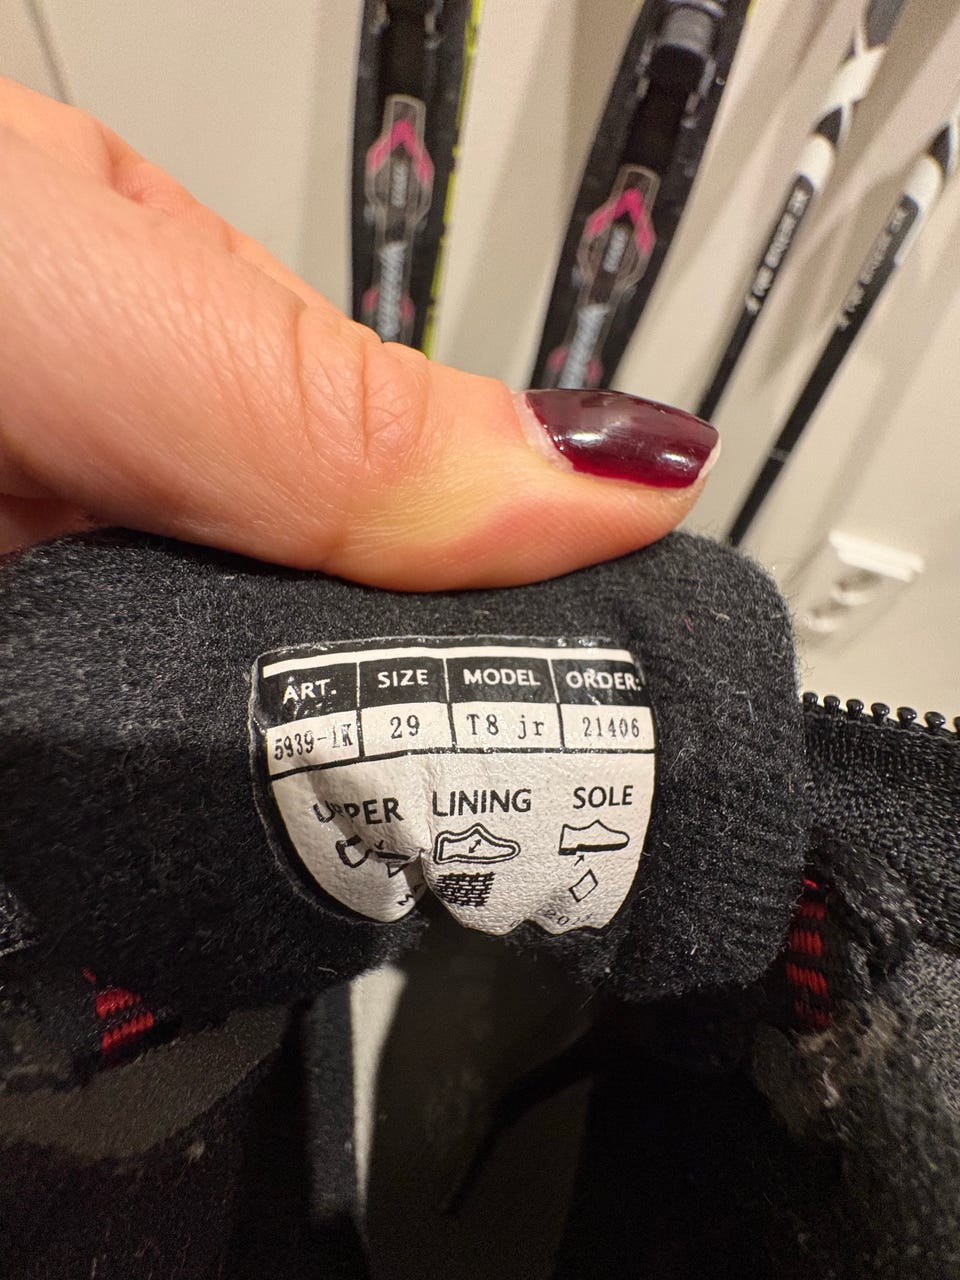 ART. SIZE MODEL ORDER:
5939-1K 29 T8 jr 21406
UPPER LINING SOLE